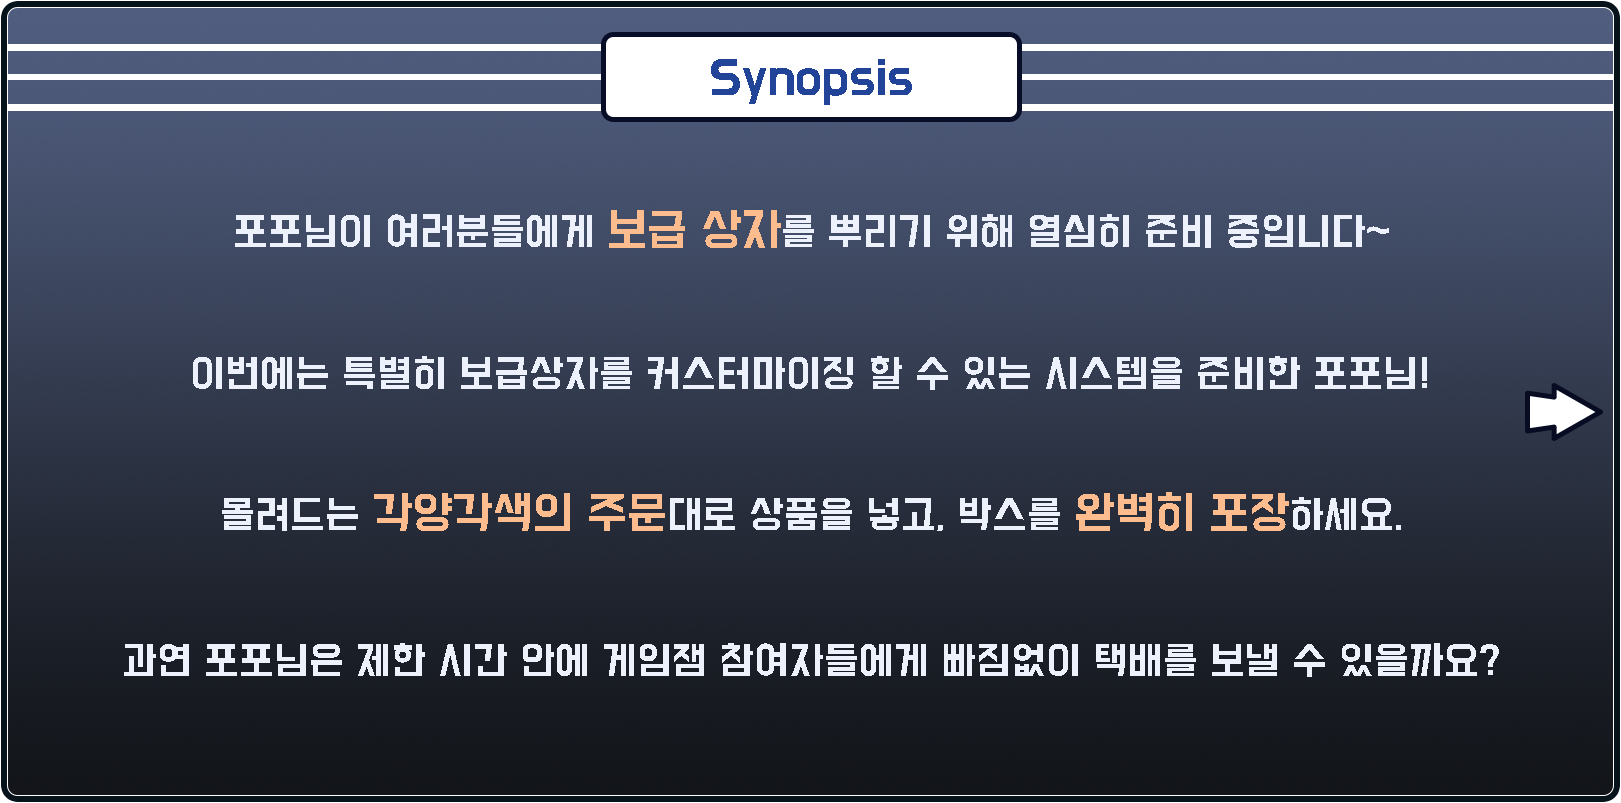 Synopsis
포포님이 여러분들에게 보급 상자를 뿌리기 위해 열심히 준비 중입니다~
이번에는 특별히 보급상자를 커스터마이징 할 수 있는 시스템을 준비한 포포님!
몰려드는 각양각색의 주문대로 상품을 넣고, 박스를 완벽히 포장하세요.
과연 포포님은 제한 시간 안에 게임잼 참여자들에게 빠짐없이 택배를 보낼 수 있을까요?